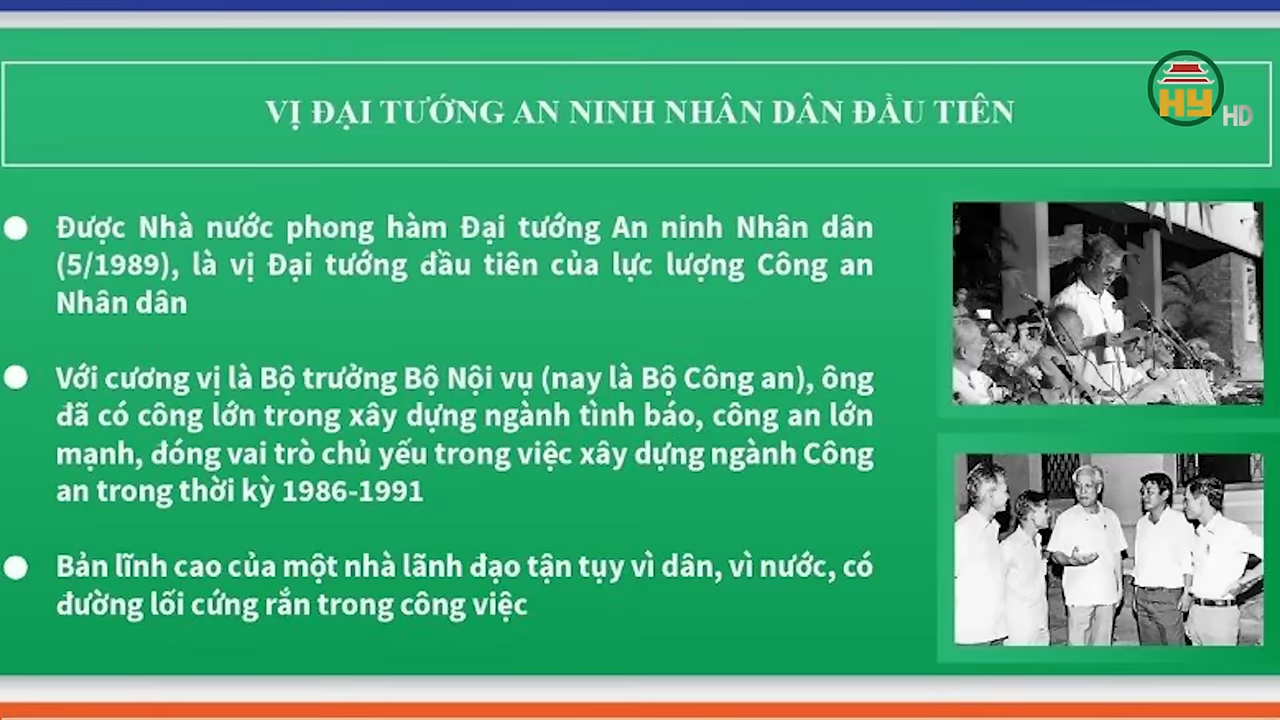 HY HD
VỊ ĐẠI TƯỚNG AN NINH NHÂN DÂN ĐẦU TIÊN
Được Nhà nước phong hàm Đại tướng An ninh Nhân dân
(5/1989), là vị Đại tướng đầu tiên của lực lượng Công an
Nhân dân
Với cương vị là Bộ trưởng Bộ Nội vụ (nay là Bộ Công an), ông
đã có công lớn trong xây dựng ngành tình báo, công an lớn
mạnh, đóng vai trò chủ yếu trong việc xây dựng ngành Công
an trong thời kỳ 1986-1991
Bản lĩnh cao của một nhà lãnh đạo tận tụy vì dân, vì nước, có
đường lối cứng rắn trong công việc